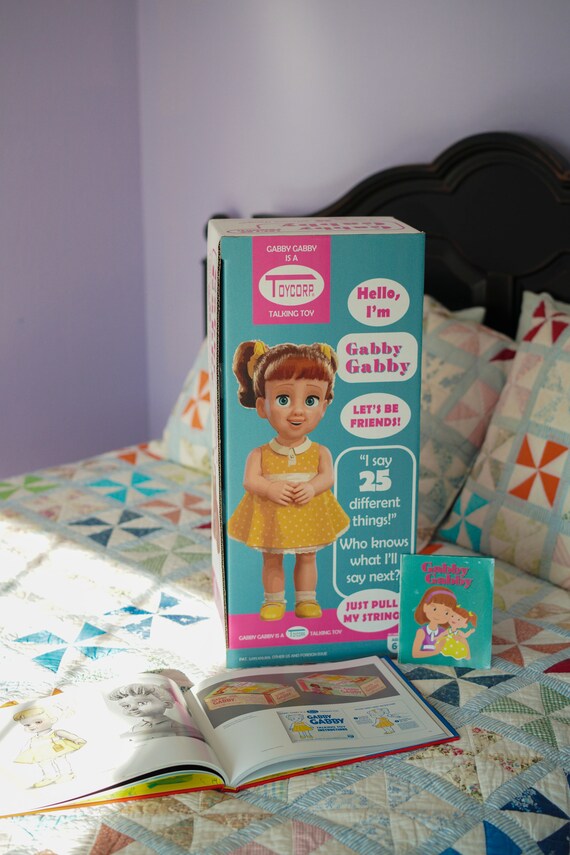 GABBY GABBY
IS A
TOYCORP.®
TALKING TOY
Hello,
I'm
Gabby
Gabby
LET'S BE
FRIENDS!
"I say
25
different
things!"
Who knows
what I'll
say next?
JUST PULL
MY STRING
GABBY GABBY IS A TOYCORP TALKING TOY
Gabby
Gabby
GABBY
GABBY